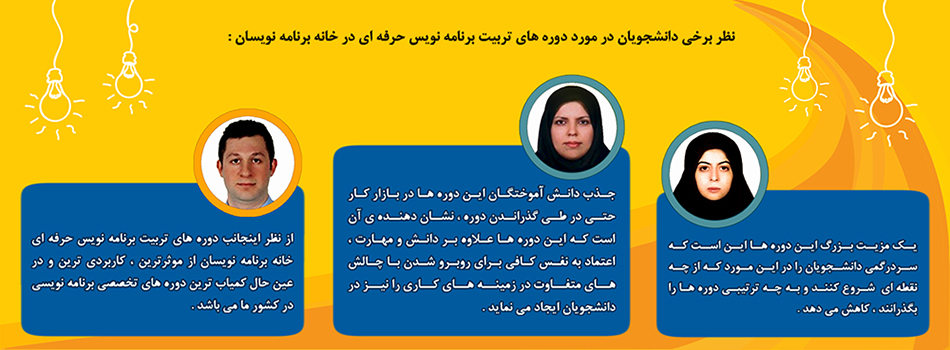 نظر برخی دانشجویان در مورد دوره های تربیت برنامه نویس حرفه ای در خانه برنامه نویسان :
یک مزیت بزرگ این دوره ها این است که
سردرگمی دانشجویان را در این مورد که از چه
نقطه ای شروع کنند و به چه ترتیبی دوره ها را
بگذرانند ، کاهش می دهد .
جذب دانش آموختگان این دوره ها در بازار کار
حتی در طی گذراندن دوره ، نشان دهنده ی آن
است که این دوره ها علاوه بر دانش و مهارت ،
اعتماد به نفس کافی برای روبرو شدن با چالش
های متفاوت در زمینه های کاری را نیز در
دانشجویان ایجاد می نماید .
از نظر اینجانب دوره های تربیت برنامه نویس حرفه ای
خانه برنامه نویسان از موثرترین ، کاربردی ترین و در
عین حال کمیاب ترین دوره های تخصصی برنامه نویسی
در کشور ما می باشد .